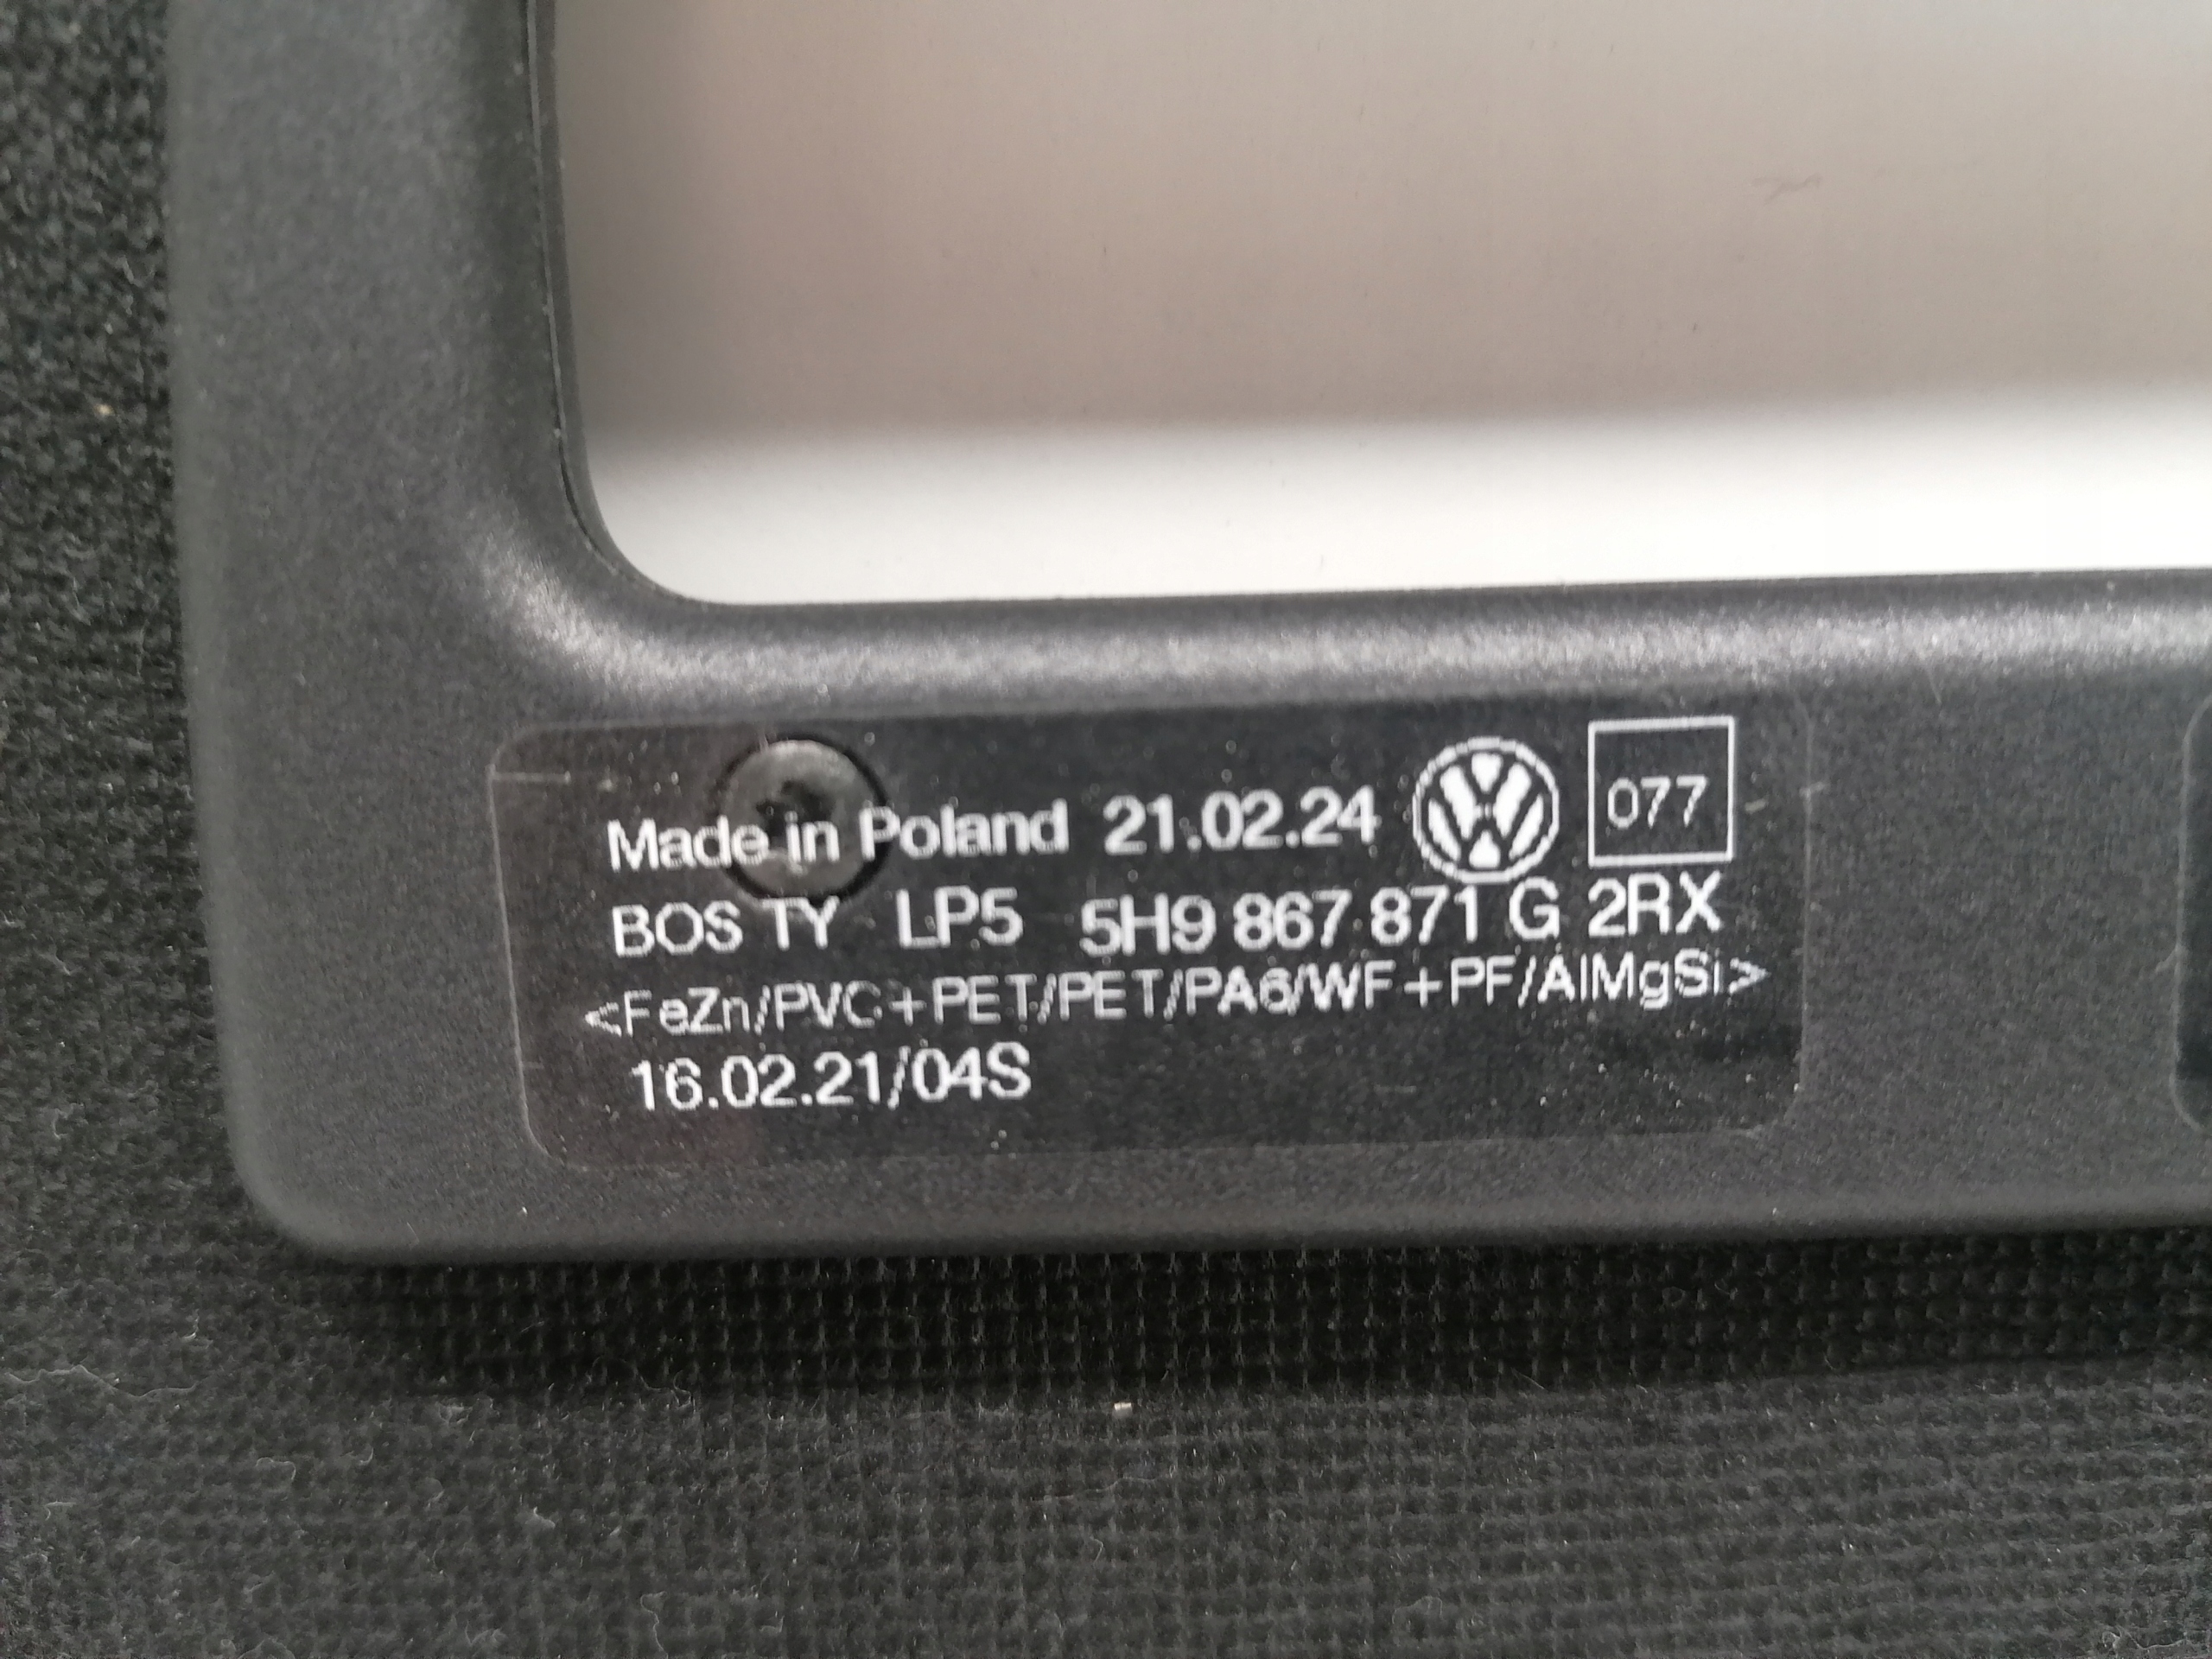 Made in Poland 21.02.24 077
BOS TY LP5 5H9 867 871 G 2RX
<FeZn/PVC+PET/PET/PA6/WF+PF/AlMgSi>
16.02.21/04S